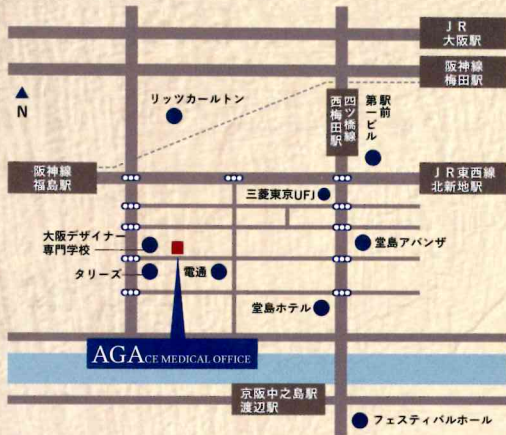 JR
大阪駅
阪神線
梅田駅
N
リッツカールトン
四ツ橋線
西梅田駅
駅前
第一ビル
阪神線
福島駅
JR東西線
北新地駅
三菱東京UFJ
大阪デザイナー
専門学校
堂島アバンザ
タリーズ
電通
堂島ホテル
AGACE MEDICAL OFFICE
京阪中之島駅
渡辺駅
フェスティバルホール